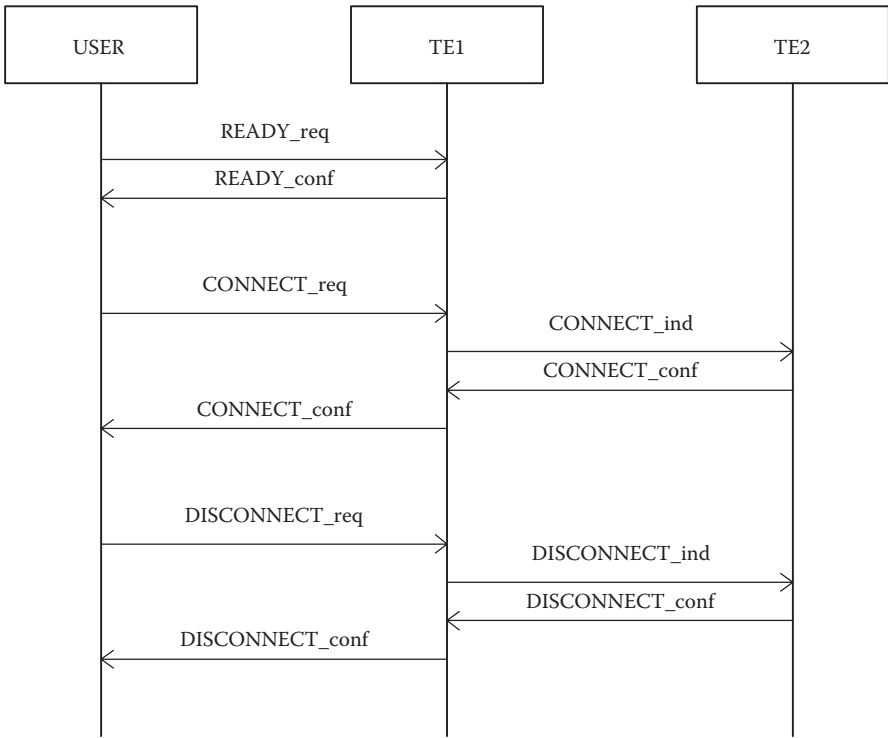 USER
TE1
TE2
READY_req
READY_conf
CONNECT_req
CONNECT_ind
CONNECT_conf
CONNECT_conf
DISCONNECT_req
DISCONNECT_ind
DISCONNECT_conf
DISCONNECT_conf